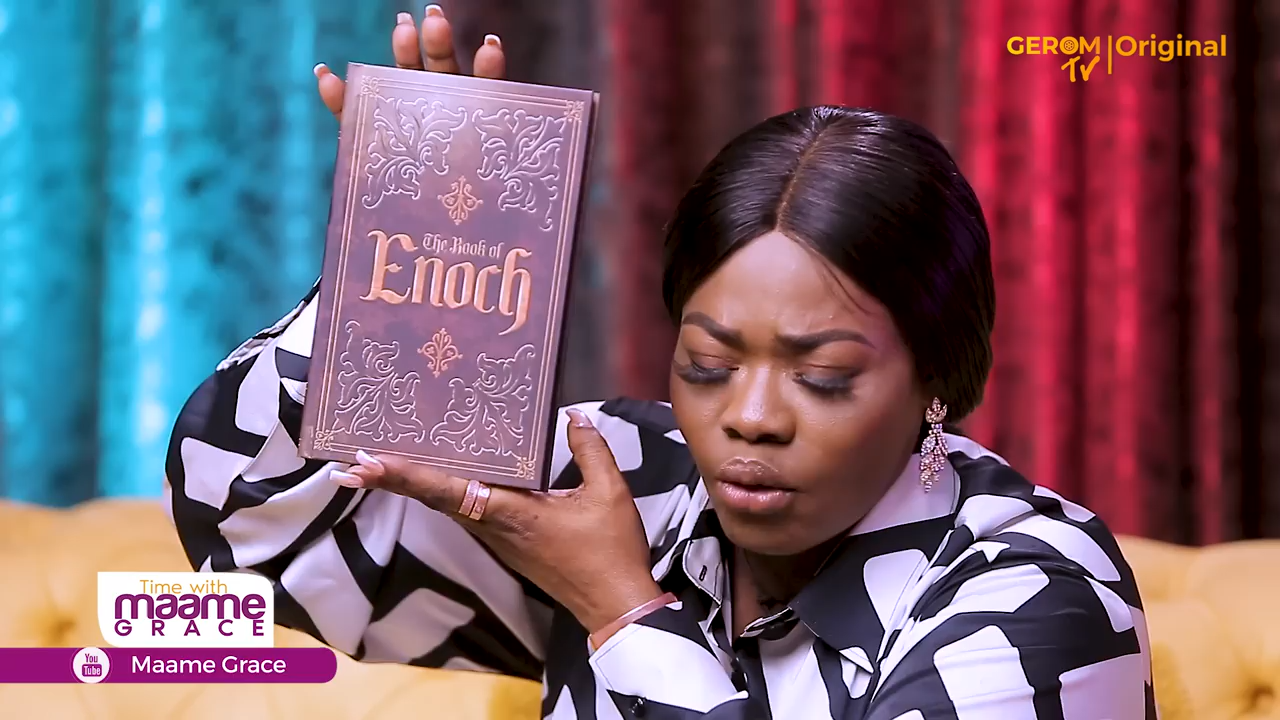 GEROM TV | Original
The Book of
Enoch
Time with
maame
GRACE
You Tube
Maame Grace